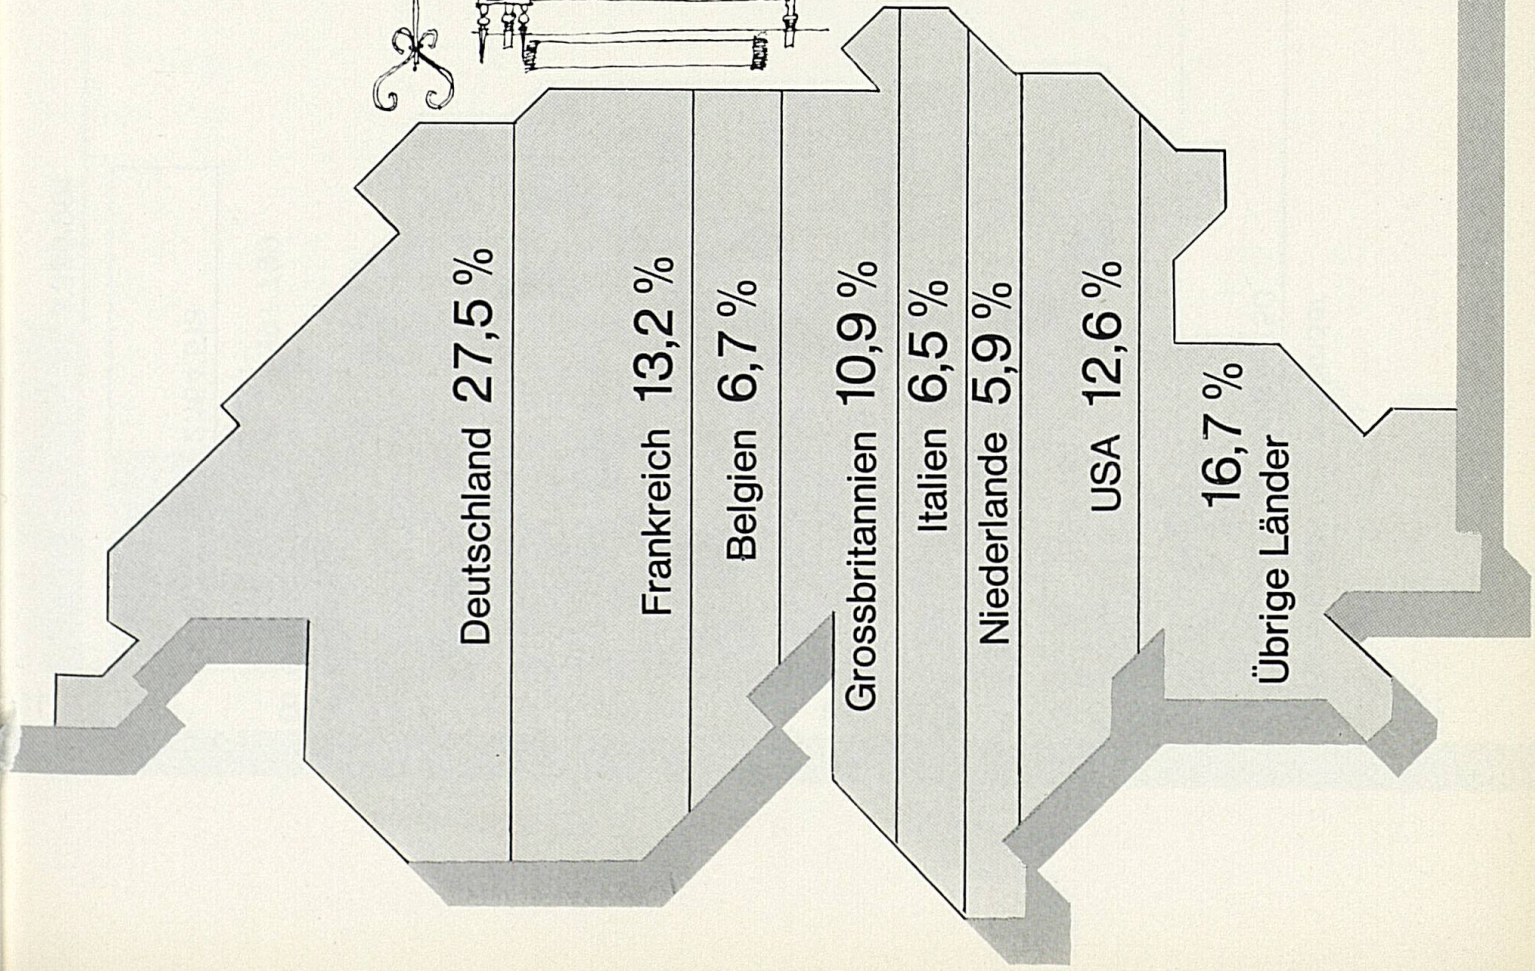 Deutschland 27,5 %
Frankreich 13,2 %
Belgien 6,7 %
Grossbritannien 10,9 %
Italien 6,5 %
Niederlande 5,9 %
USA 12,6 %
16,7 %
Übrige Länder